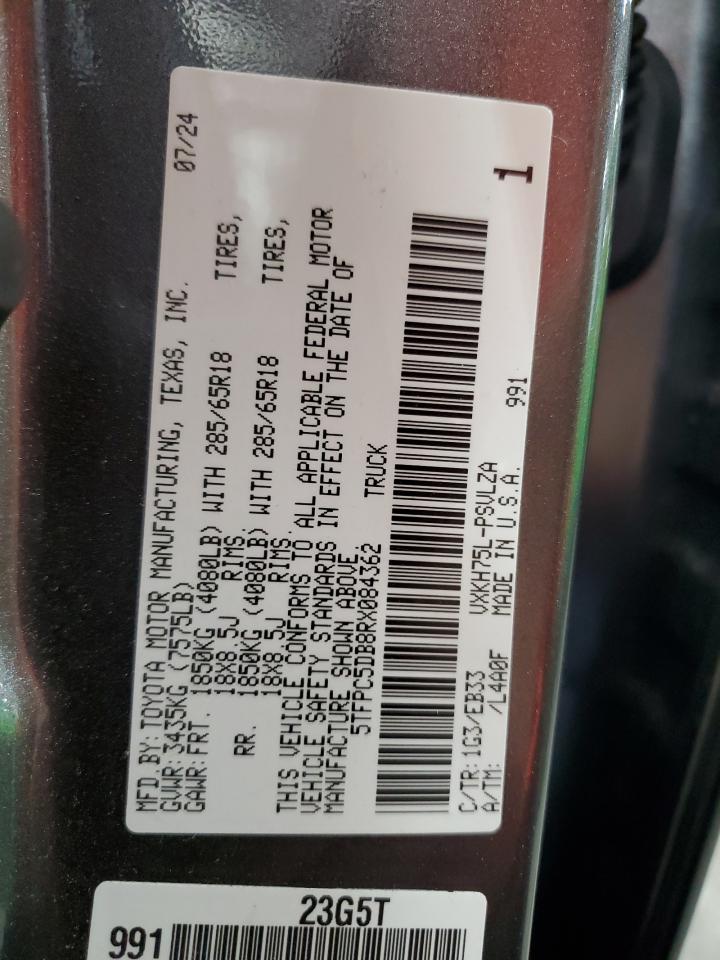 07/24
MFD.BY: TOYOTA MOTOR MANUFACTURING, TEXAS, INC.
GVWR: 3435KG (7575LB)
GAWR: FRT. 1850KG (4080LB) WITH 285/65R18 TIRES,
18X8.5J RIMS.
RR. 1850KG (4080LB) WITH 285/65R18 TIRES,
18X8.5J RIMS.
THIS VEHICLE CONFORMS TO ALL APPLICABLE FEDERAL MOTOR
VEHICLE SAFETY STANDARDS IN EFFECT ON THE DATE OF
MANUFACTURE SHOWN ABOVE.
5TFPC5DB8RX084362 TRUCK
1
C/TR: 1G3/EB33 VXKH75L-PSVLZA 991
A/TM: /L4A0F MADE IN U.S.A.
23G5T
991